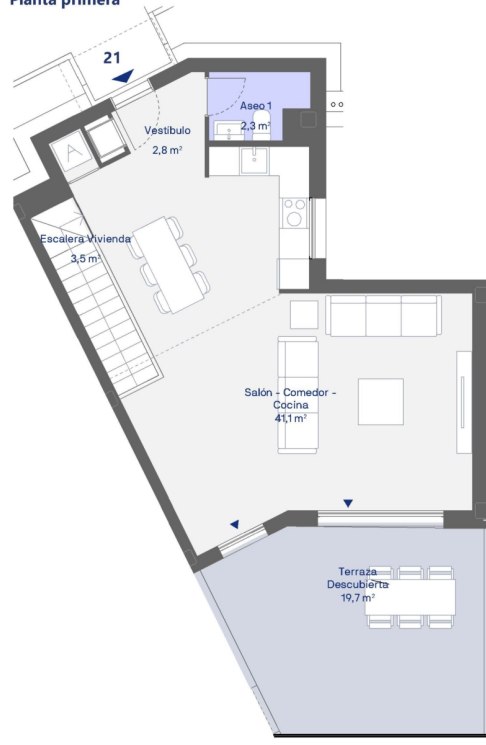 Planta primera
21
Aseo 1
2,3 m²
Vestíbulo
2,8 m²
A
Escalera Vivienda
3,5 m²
Salón - Comedor -
Cocina
41,1 m²
Terraza
Descubierta
19,7 m²